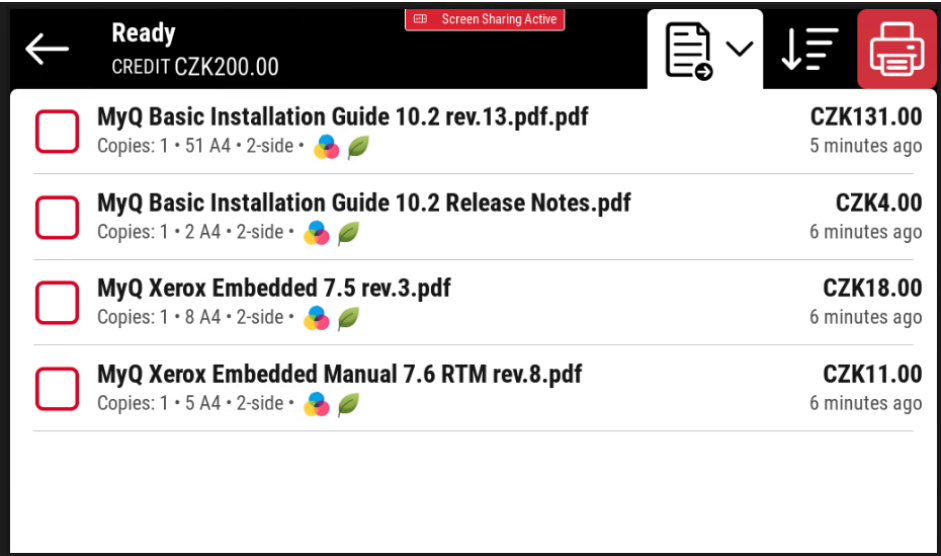 Screen Sharing Active
Ready
CREDIT CZK200.00
MyQ Basic Installation Guide 10.2 rev.13.pdf.pdf CZK131.00
Copies: 1 • 51 A4 • 2-side • 5 minutes ago
MyQ Basic Installation Guide 10.2 Release Notes.pdf CZK4.00
Copies: 1 • 2 A4 • 2-side • 6 minutes ago
MyQ Xerox Embedded 7.5 rev.3.pdf CZK18.00
Copies: 1 • 8 A4 • 2-side • 6 minutes ago
MyQ Xerox Embedded Manual 7.6 RTM rev.8.pdf CZK11.00
Copies: 1 • 5 A4 • 2-side • 6 minutes ago